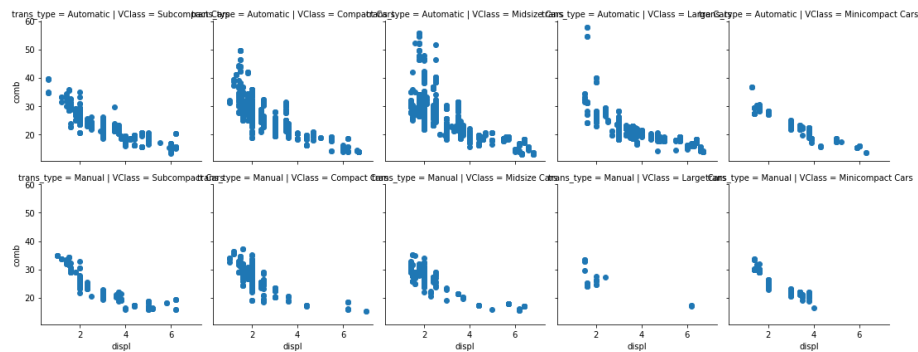 trans_type = Automatic | VClass = Subcompact Cars
trans_type = Automatic | VClass = Compact Cars
trans_type = Automatic | VClass = Midsize Cars
trans_type = Automatic | VClass = Large Cars
trans_type = Automatic | VClass = Minicompact Cars
60
50
40
30
20
comb
trans_type = Manual | VClass = Subcompact Cars
trans_type = Manual | VClass = Compact Cars
trans_type = Manual | VClass = Midsize Cars
trans_type = Manual | VClass = Large Cars
trans_type = Manual | VClass = Minicompact Cars
60
50
40
30
20
comb
2 4 6
2 4 6
2 4 6
2 4 6
2 4 6
displ displ displ displ displ